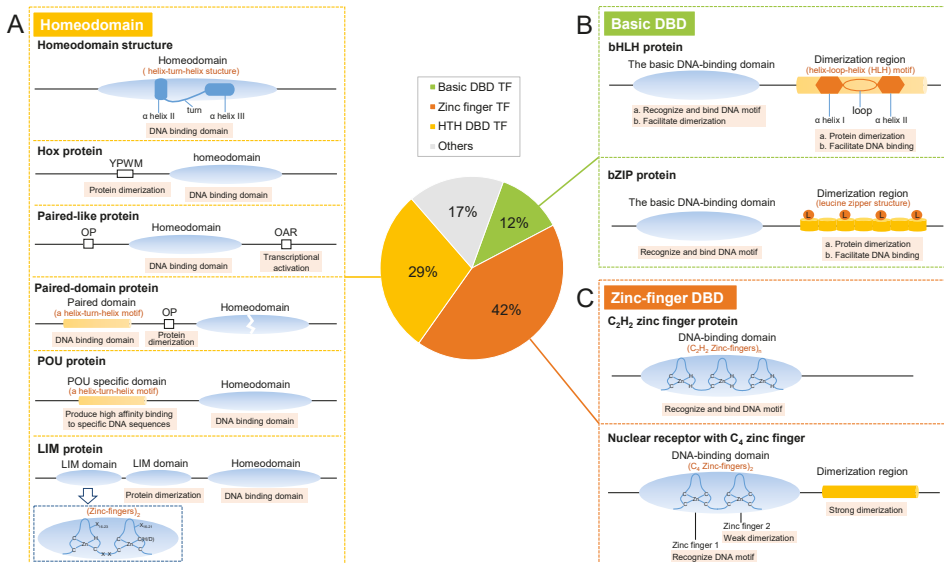 A
Homeodomain
Homeodomain structure
Homeodomain
( helix-turn-helix stucture)
turn
α helix II
α helix III
DNA binding domain
Hox protein
YPWM
homeodomain
Protein dimerization
DNA binding domain
Paired-like protein
OP
Homeodomain
OAR
DNA binding domain
Transcriptional
activation
Paired-domain protein
Paired domain
(a helix-turn-helix motif)
OP
Homeodomain
DNA binding domain
Protein
dimerization
POU protein
POU specific domain
(a helix-turn-helix motif)
Homeodomain
Produce high affinity binding
to specific DNA sequences
DNA binding domain
LIM protein
LIM domain
LIM domain
Homeodomain
Protein dimerization
DNA binding domain
(Zinc-fingers)₂
Basic DBD TF
Zinc finger TF
HTH DBD TF
Others
17%
12%
29%
42%
B
Basic DBD
bHLH protein
The basic DNA-binding domain
Dimerization region
(helix-loop-helix (HLH) motif)
a. Recognize and bind DNA motif
b. Facilitate dimerization
loop
α helix I
α helix II
a. Protein dimerization
b. Facilitate DNA binding
bZIP protein
The basic DNA-binding domain
Dimerization region
(leucine zipper structure)
L L L L
Recognize and bind DNA motif
a. Protein dimerization
b. Facilitate DNA binding
C
Zinc-finger DBD
C₂H₂ zinc finger protein
DNA-binding domain
(C₂H₂ Zinc-fingers)ₙ
C H C H C H
Zn Zn Zn
C H C H C H
Recognize and bind DNA motif
Nuclear receptor with C₄ zinc finger
DNA-binding domain
(C₄ Zinc-fingers)₂
Dimerization region
C C C C
Zn Zn
C C C C
Strong dimerization
Zinc finger 2
Weak dimerization
Zinc finger 1
Recognize DNA motif